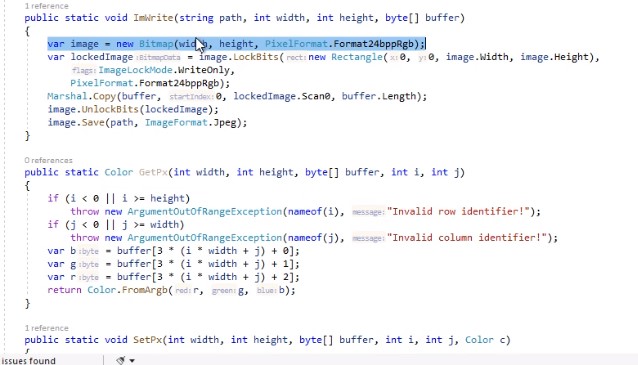 1 reference
public static void ImWrite(string path, int width, int height, byte[] buffer)
{
var image = new Bitmap(width, height, PixelFormat.Format24bppRgb);
var lockedImage :BitmapData = image.LockBits( rect: new Rectangle( x: 0, y: 0, image.Width, image.Height),
flags: ImageLockMode.WriteOnly,
PixelFormat.Format24bppRgb);
Marshal.Copy(buffer, startIndex: 0, lockedImage.Scan0, buffer.Length);
image.UnlockBits(lockedImage);
image.Save(path, ImageFormat.Jpeg);
}
0 references
public static Color GetPx(int width, int height, byte[] buffer, int i, int j)
{
if (i < 0 || i >= height)
throw new ArgumentOutOfRangeException(nameof(i), message: "Invalid row identifier!");
if (j < 0 || j >= width)
throw new ArgumentOutOfRangeException(nameof(j), message: "Invalid column identifier!");
var b :byte = buffer[3 * (i * width + j) + 0];
var g :byte = buffer[3 * (i * width + j) + 1];
var r :byte = buffer[3 * (i * width + j) + 2];
return Color.FromArgb( red: r, green: g, blue: b);
}
1 reference
public static void SetPx(int width, int height, byte[] buffer, int i, int j, Color c)
{
issues found